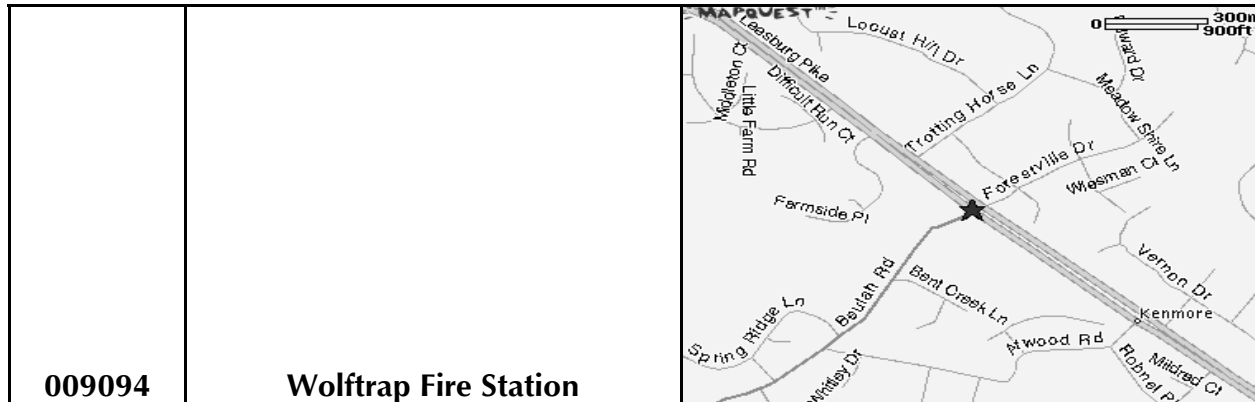 009094
Wolftrap Fire Station
MAPQUEST
0 300m
900ft
Leesburg Pike
Locust Hill Dr
Middleton Ct
Difficult Run Ct
Little Farm Rd
Trotting Horse Ln
Meadow Shire Ln
Forestville Dr
Wiesman Ct
Farmside Pl
Beulah Rd
Bent Creek Ln
Vernon Dr
Kenmore
Spring Ridge Ln
Atwood Rd
Whitley Dr
Mildred Ct